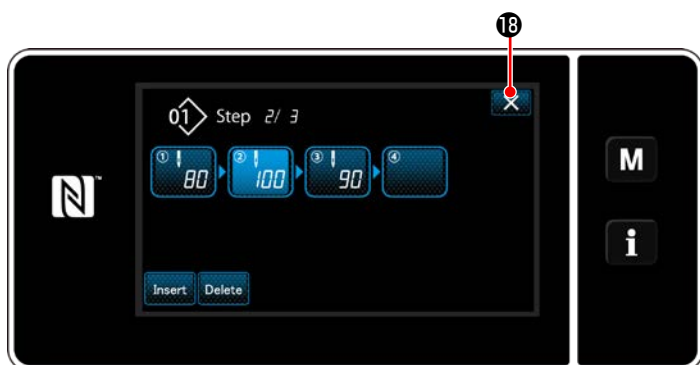 ⓲
01 Step 2/ 3
M
① 80 ② 100 ③ 90 ④
N
i
Insert Delete